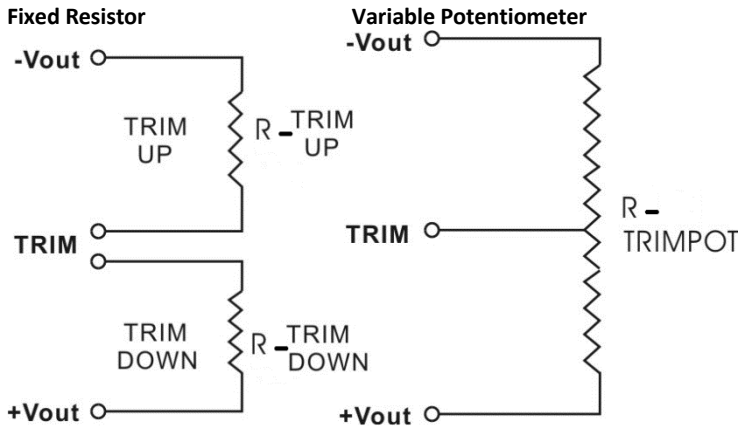 Fixed Resistor
-Vout
TRIM
UP
R -TRIM
UP
TRIM
TRIM
DOWN
R -TRIM
DOWN
+Vout
Variable Potentiometer
-Vout
TRIM
R -
TRIMPOT
+Vout